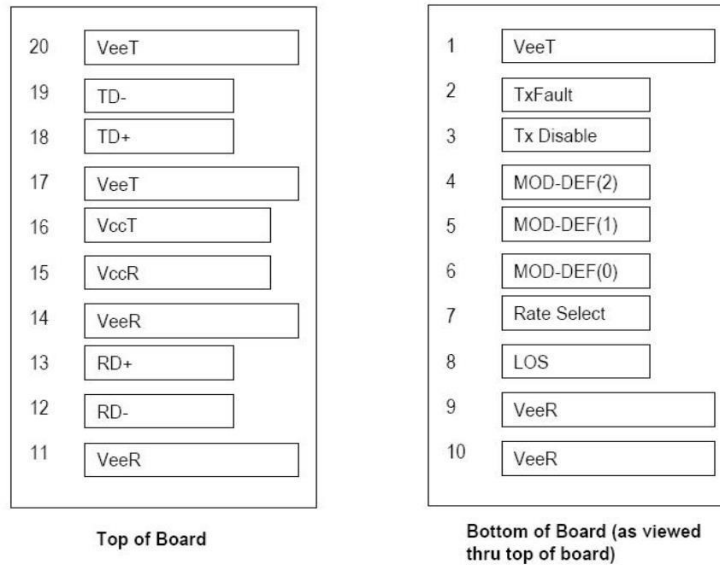 20 VeeT
19 TD-
18 TD+
17 VeeT
16 VccT
15 VccR
14 VeeR
13 RD+
12 RD-
11 VeeR
Top of Board
1 VeeT
2 TxFault
3 Tx Disable
4 MOD-DEF(2)
5 MOD-DEF(1)
6 MOD-DEF(0)
7 Rate Select
8 LOS
9 VeeR
10 VeeR
Bottom of Board (as viewed
thru top of board)